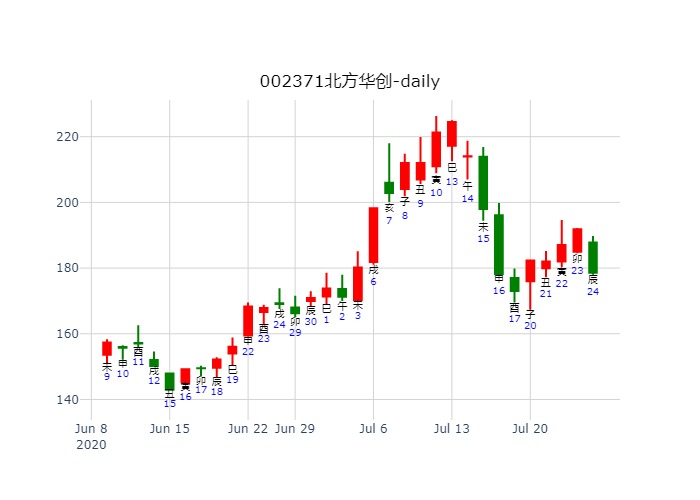 002371北方华创-daily
220
200
180
160
140
未
9
申
10
酉
11
戌
12
丑
15
寅
16
卯
17
辰
18
巳
19
申
22
酉
23
戌
24
卯
29
辰
30
巳
1
午
2
未
3
戌
6
亥
7
子
8
丑
9
寅
10
巳
13
午
14
未
15
申
16
酉
17
子
20
丑
21
寅
22
卯
23
辰
24
Jun 8
2020
Jun 15
Jun 22
Jun 29
Jul 6
Jul 13
Jul 20